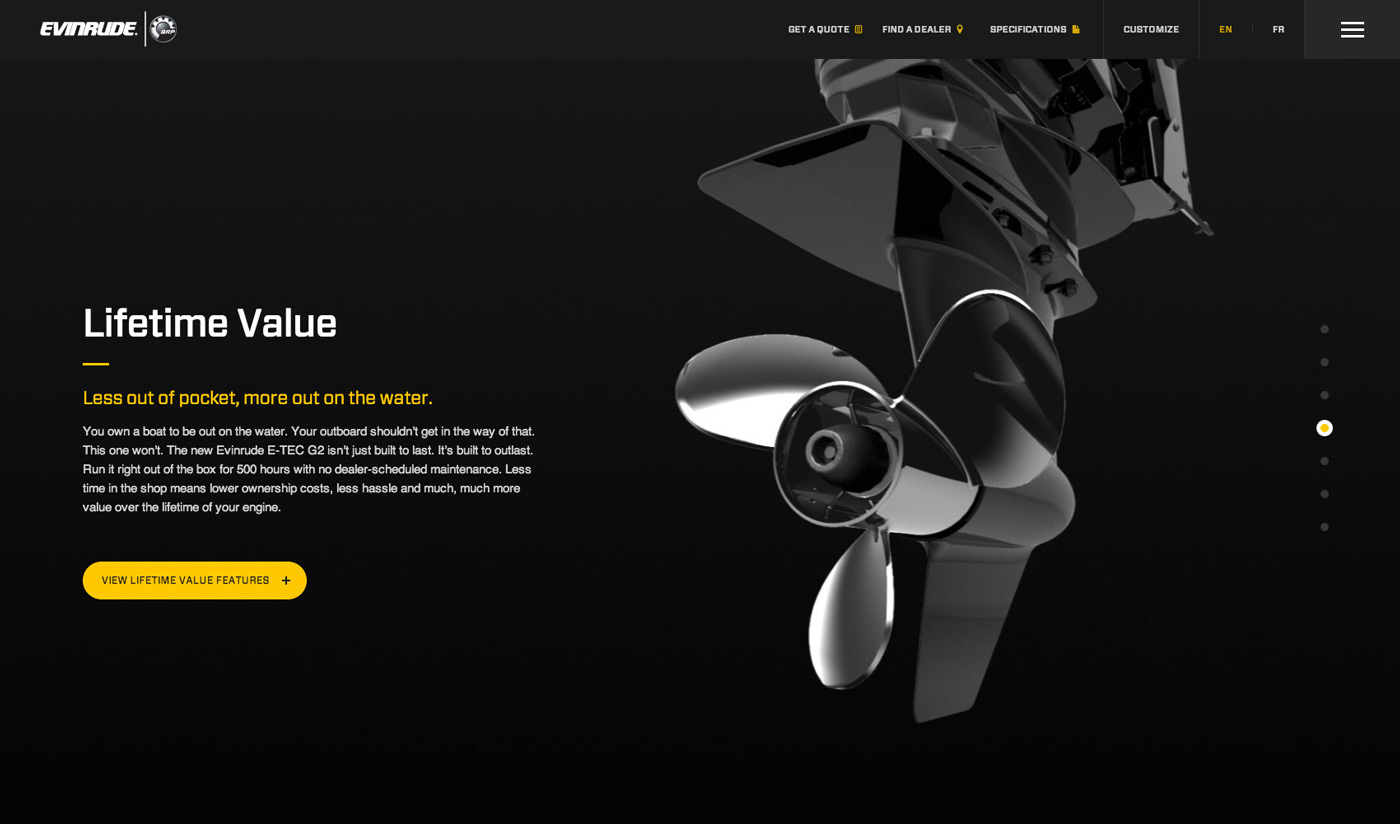 EVINRUDE.
BRP
GET A QUOTE
FIND A DEALER
SPECIFICATIONS
CUSTOMIZE
EN
FR
Lifetime Value
Less out of pocket, more out on the water.
You own a boat to be out on the water. Your outboard shouldn't get in the way of that.
This one won't. The new Evinrude E-TEC G2 isn't just built to last. It's built to outlast.
Run it right out of the box for 500 hours with no dealer-scheduled maintenance. Less
time in the shop means lower ownership costs, less hassle and much, much more
value over the lifetime of your engine.
VIEW LIFETIME VALUE FEATURES +